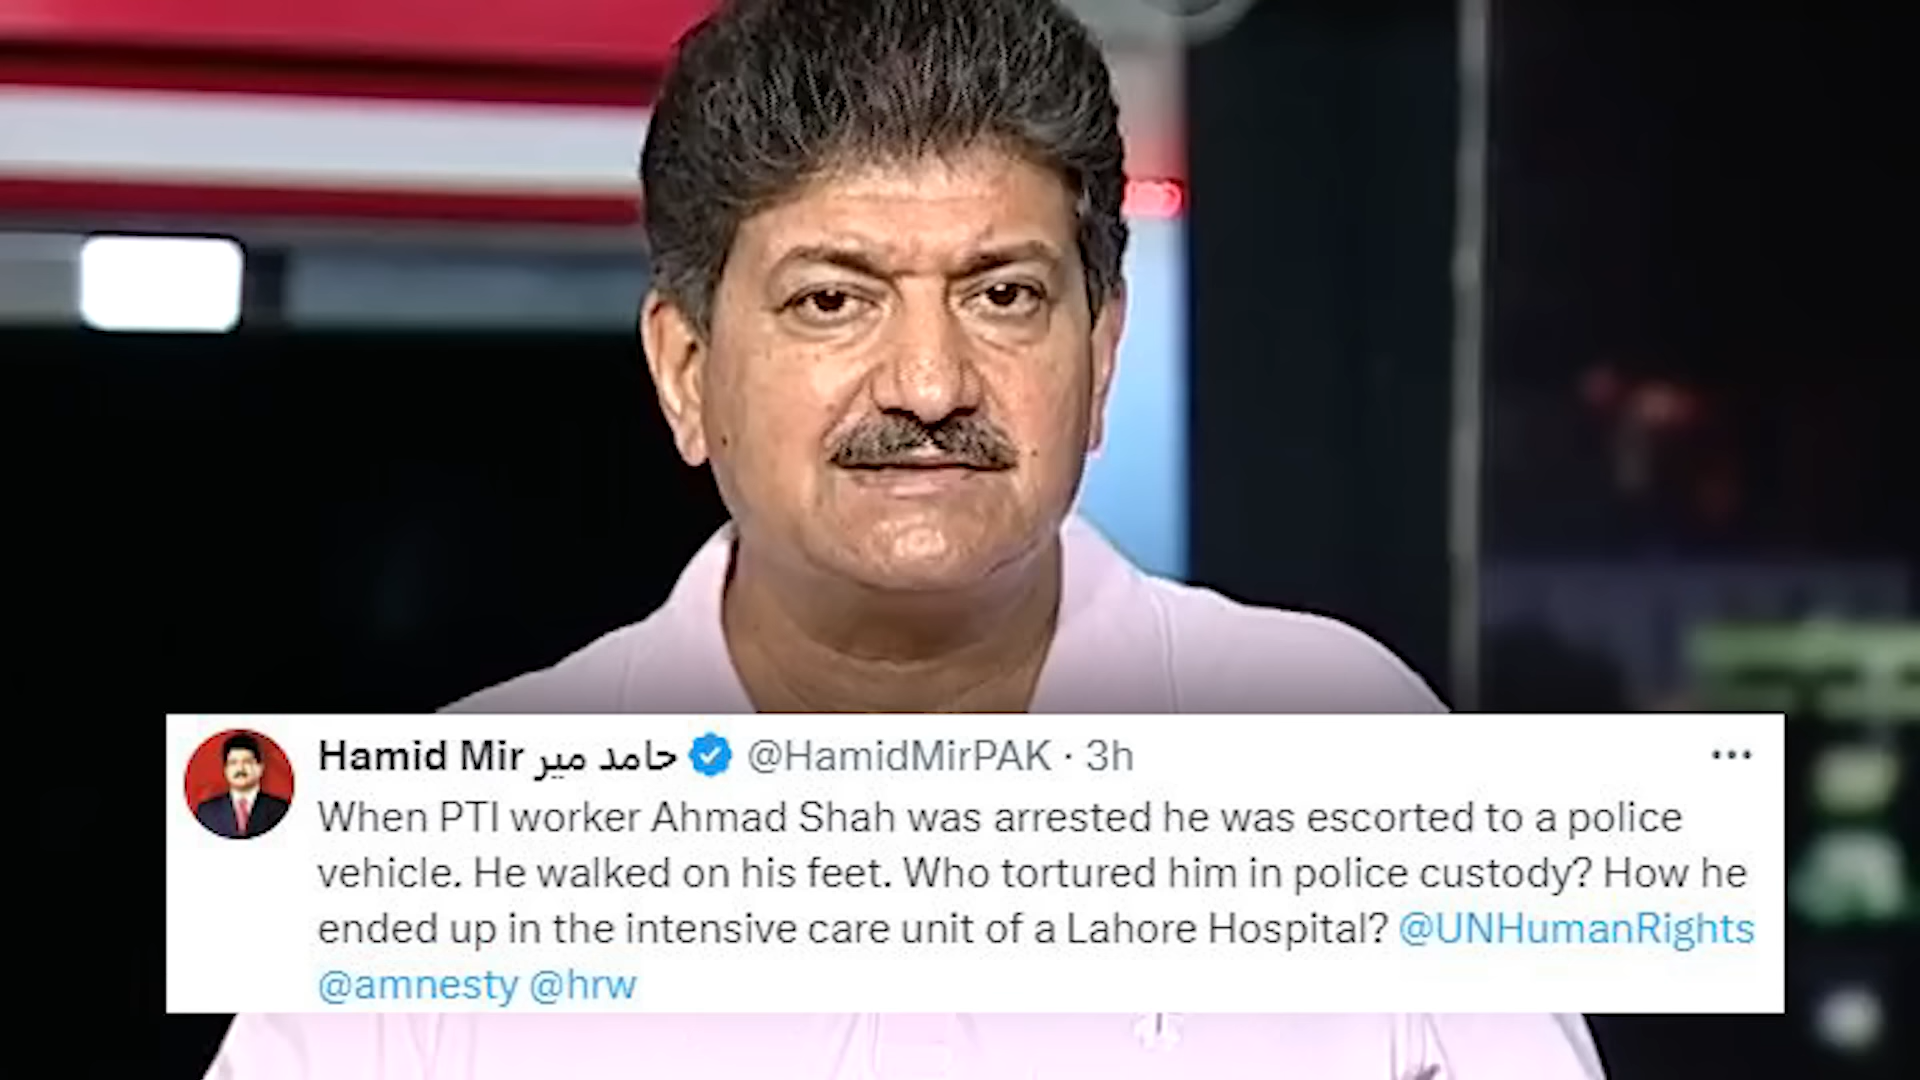 Hamid Mir حامد میر @HamidMirPAK · 3h
When PTI worker Ahmad Shah was arrested he was escorted to a police
vehicle. He walked on his feet. Who tortured him in police custody? How he
ended up in the intensive care unit of a Lahore Hospital? @UNHumanRights
@amnesty @hrw